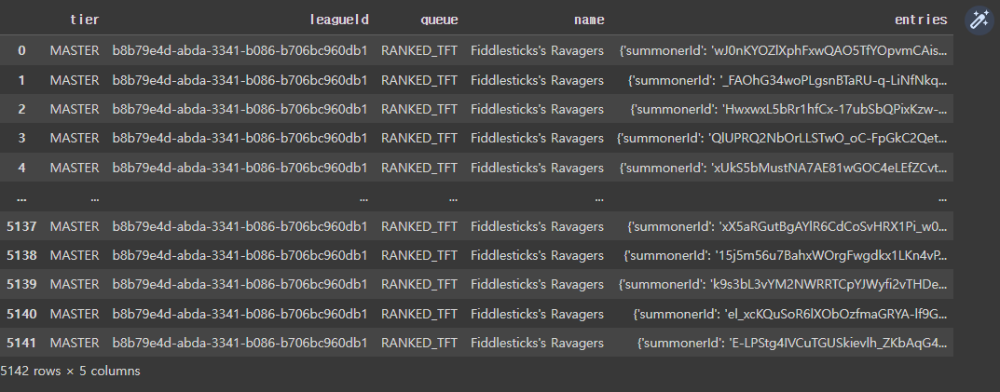 tier leagueId queue name entries
0 MASTER b8b79e4d-abda-3341-b086-b706bc960db1 RANKED_TFT Fiddlesticks's Ravagers {'summonerId': 'wJ0nKYOZlXphFxwQAO5TfYOpvmCAis...
1 MASTER b8b79e4d-abda-3341-b086-b706bc960db1 RANKED_TFT Fiddlesticks's Ravagers {'summonerId': '_FAOhG34woPLgsnBTaRU-q-LiNfNkq...
2 MASTER b8b79e4d-abda-3341-b086-b706bc960db1 RANKED_TFT Fiddlesticks's Ravagers {'summonerId': 'HwxwxL5bRr1hfCx-17ubSbQPixKzw-...
3 MASTER b8b79e4d-abda-3341-b086-b706bc960db1 RANKED_TFT Fiddlesticks's Ravagers {'summonerId': 'QlUPRQ2NbOrLLSTwO_oC-FpGkC2Qet...
4 MASTER b8b79e4d-abda-3341-b086-b706bc960db1 RANKED_TFT Fiddlesticks's Ravagers {'summonerId': 'xUkS5bMustNA7AE81wGOC4eLEfZCvt...
... ... ... ... ... ...
5137 MASTER b8b79e4d-abda-3341-b086-b706bc960db1 RANKED_TFT Fiddlesticks's Ravagers {'summonerId': 'xX5aRGutBgAYlR6CdCoSvHRX1Pi_w0...
5138 MASTER b8b79e4d-abda-3341-b086-b706bc960db1 RANKED_TFT Fiddlesticks's Ravagers {'summonerId': '15j5m56u7BahxWOrgFwgdkx1LKn4vP...
5139 MASTER b8b79e4d-abda-3341-b086-b706bc960db1 RANKED_TFT Fiddlesticks's Ravagers {'summonerId': 'k9s3bL3vYM2NWRRTCpYJWyfi2vTHDe...
5140 MASTER b8b79e4d-abda-3341-b086-b706bc960db1 RANKED_TFT Fiddlesticks's Ravagers {'summonerId': 'el_xcKQuSoR6lXObOzfmaGRYA-lf9G...
5141 MASTER b8b79e4d-abda-3341-b086-b706bc960db1 RANKED_TFT Fiddlesticks's Ravagers {'summonerId': 'E-LPStg4IVCuTGUSkievlh_ZKbAqG4...
5142 rows × 5 columns